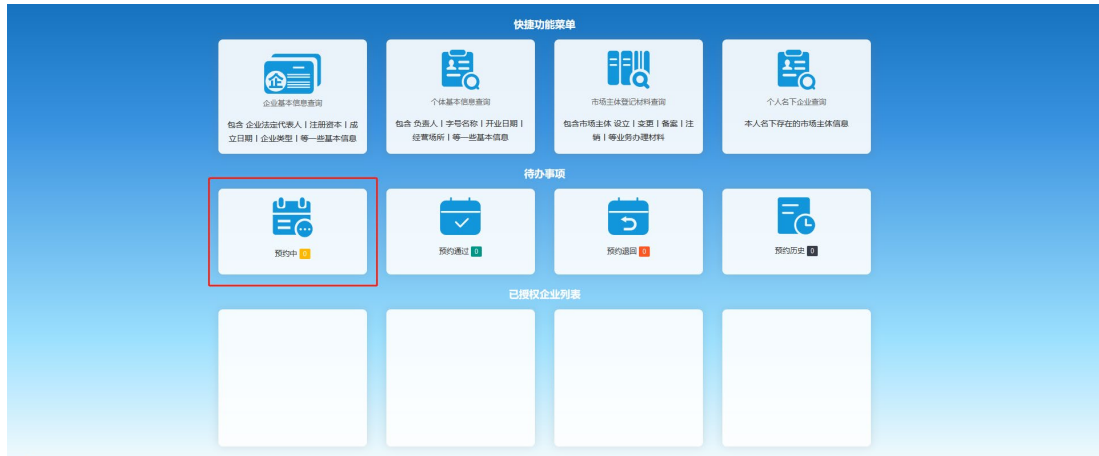 快捷功能菜单
企
企业基本信息查询
个体基本信息查询
市场主体登记材料查询
个人名下企业查询
包含 企业法定代表人 | 注册资本 | 成
立日期 | 企业类型 | 等一些基本信息
包含 负责人 | 字号名称 | 开业日期 |
经营场所 | 等一些基本信息
包含市场主体 设立 | 变更 | 备案 | 注
销 | 等业务办理材料
本人名下存在的市场主体信息
待办事项
预约中 0
预约通过 0
预约退回 0
预约历史 0
已授权企业列表